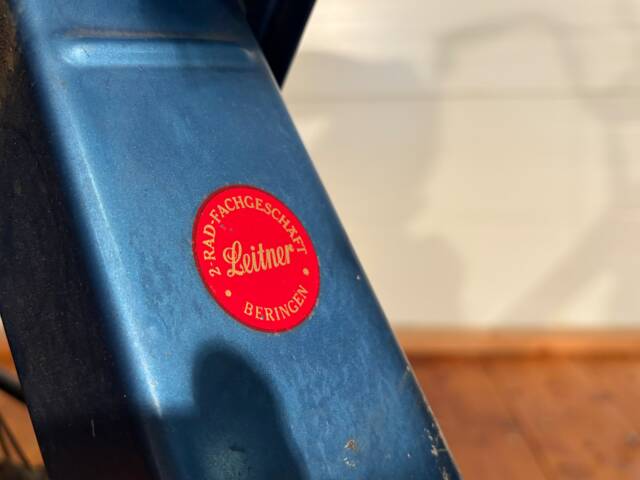 2-RAD-FACHGESCHÄFT
Leitner
BERINGEN